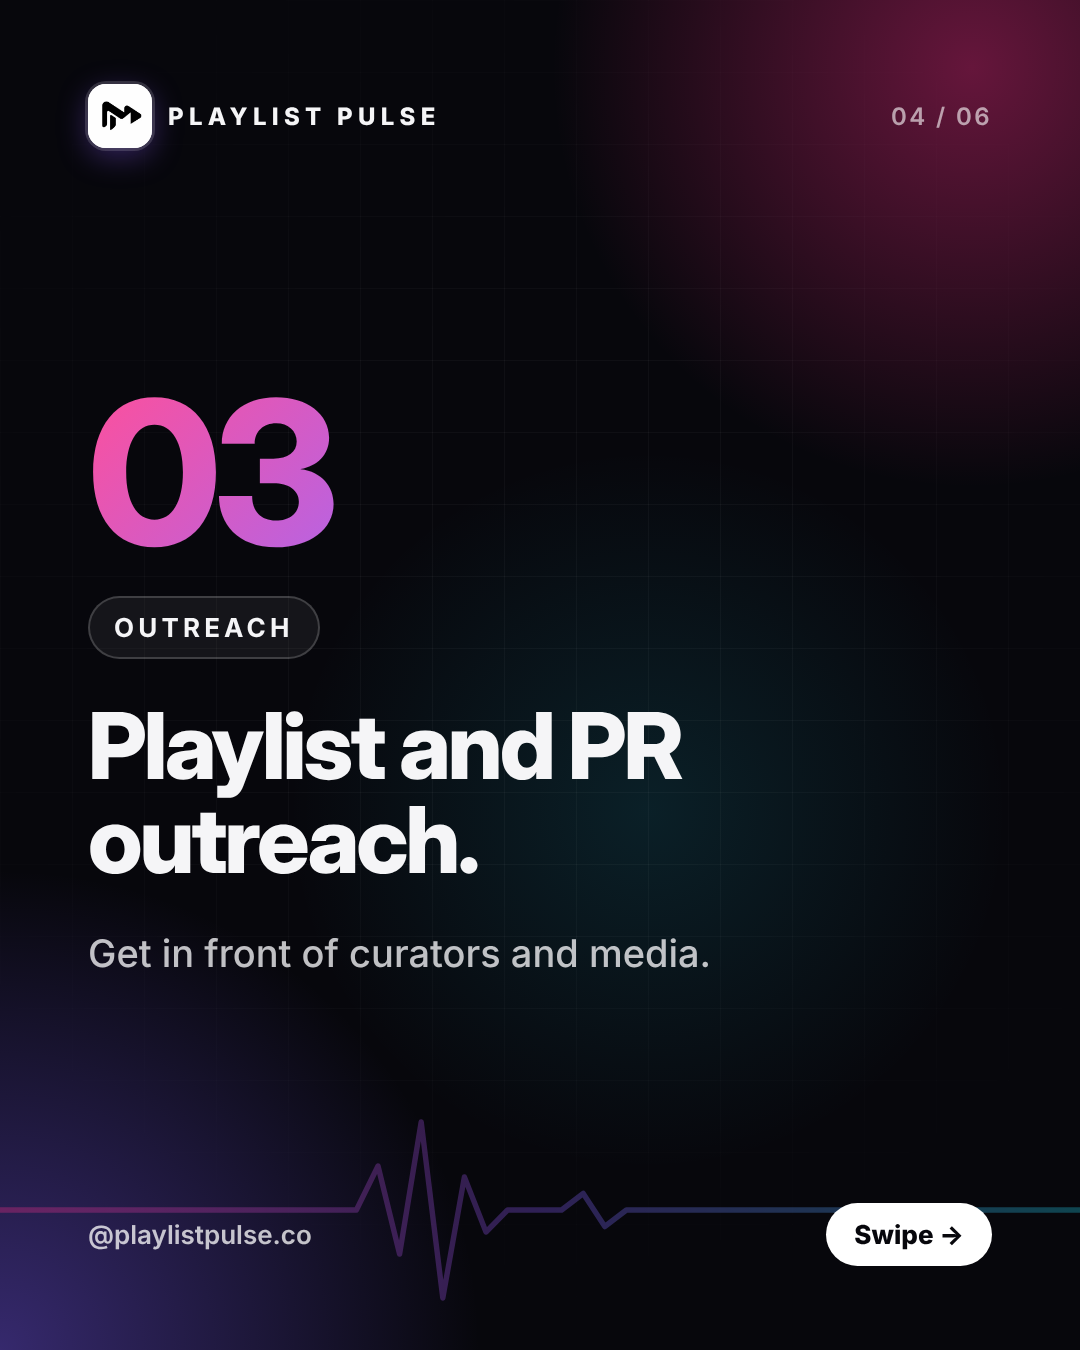 PLAYLIST PULSE
04 / 06
03
OUTREACH
Playlist and PR
outreach.
Get in front of curators and media.
@playlistpulse.co
Swipe →